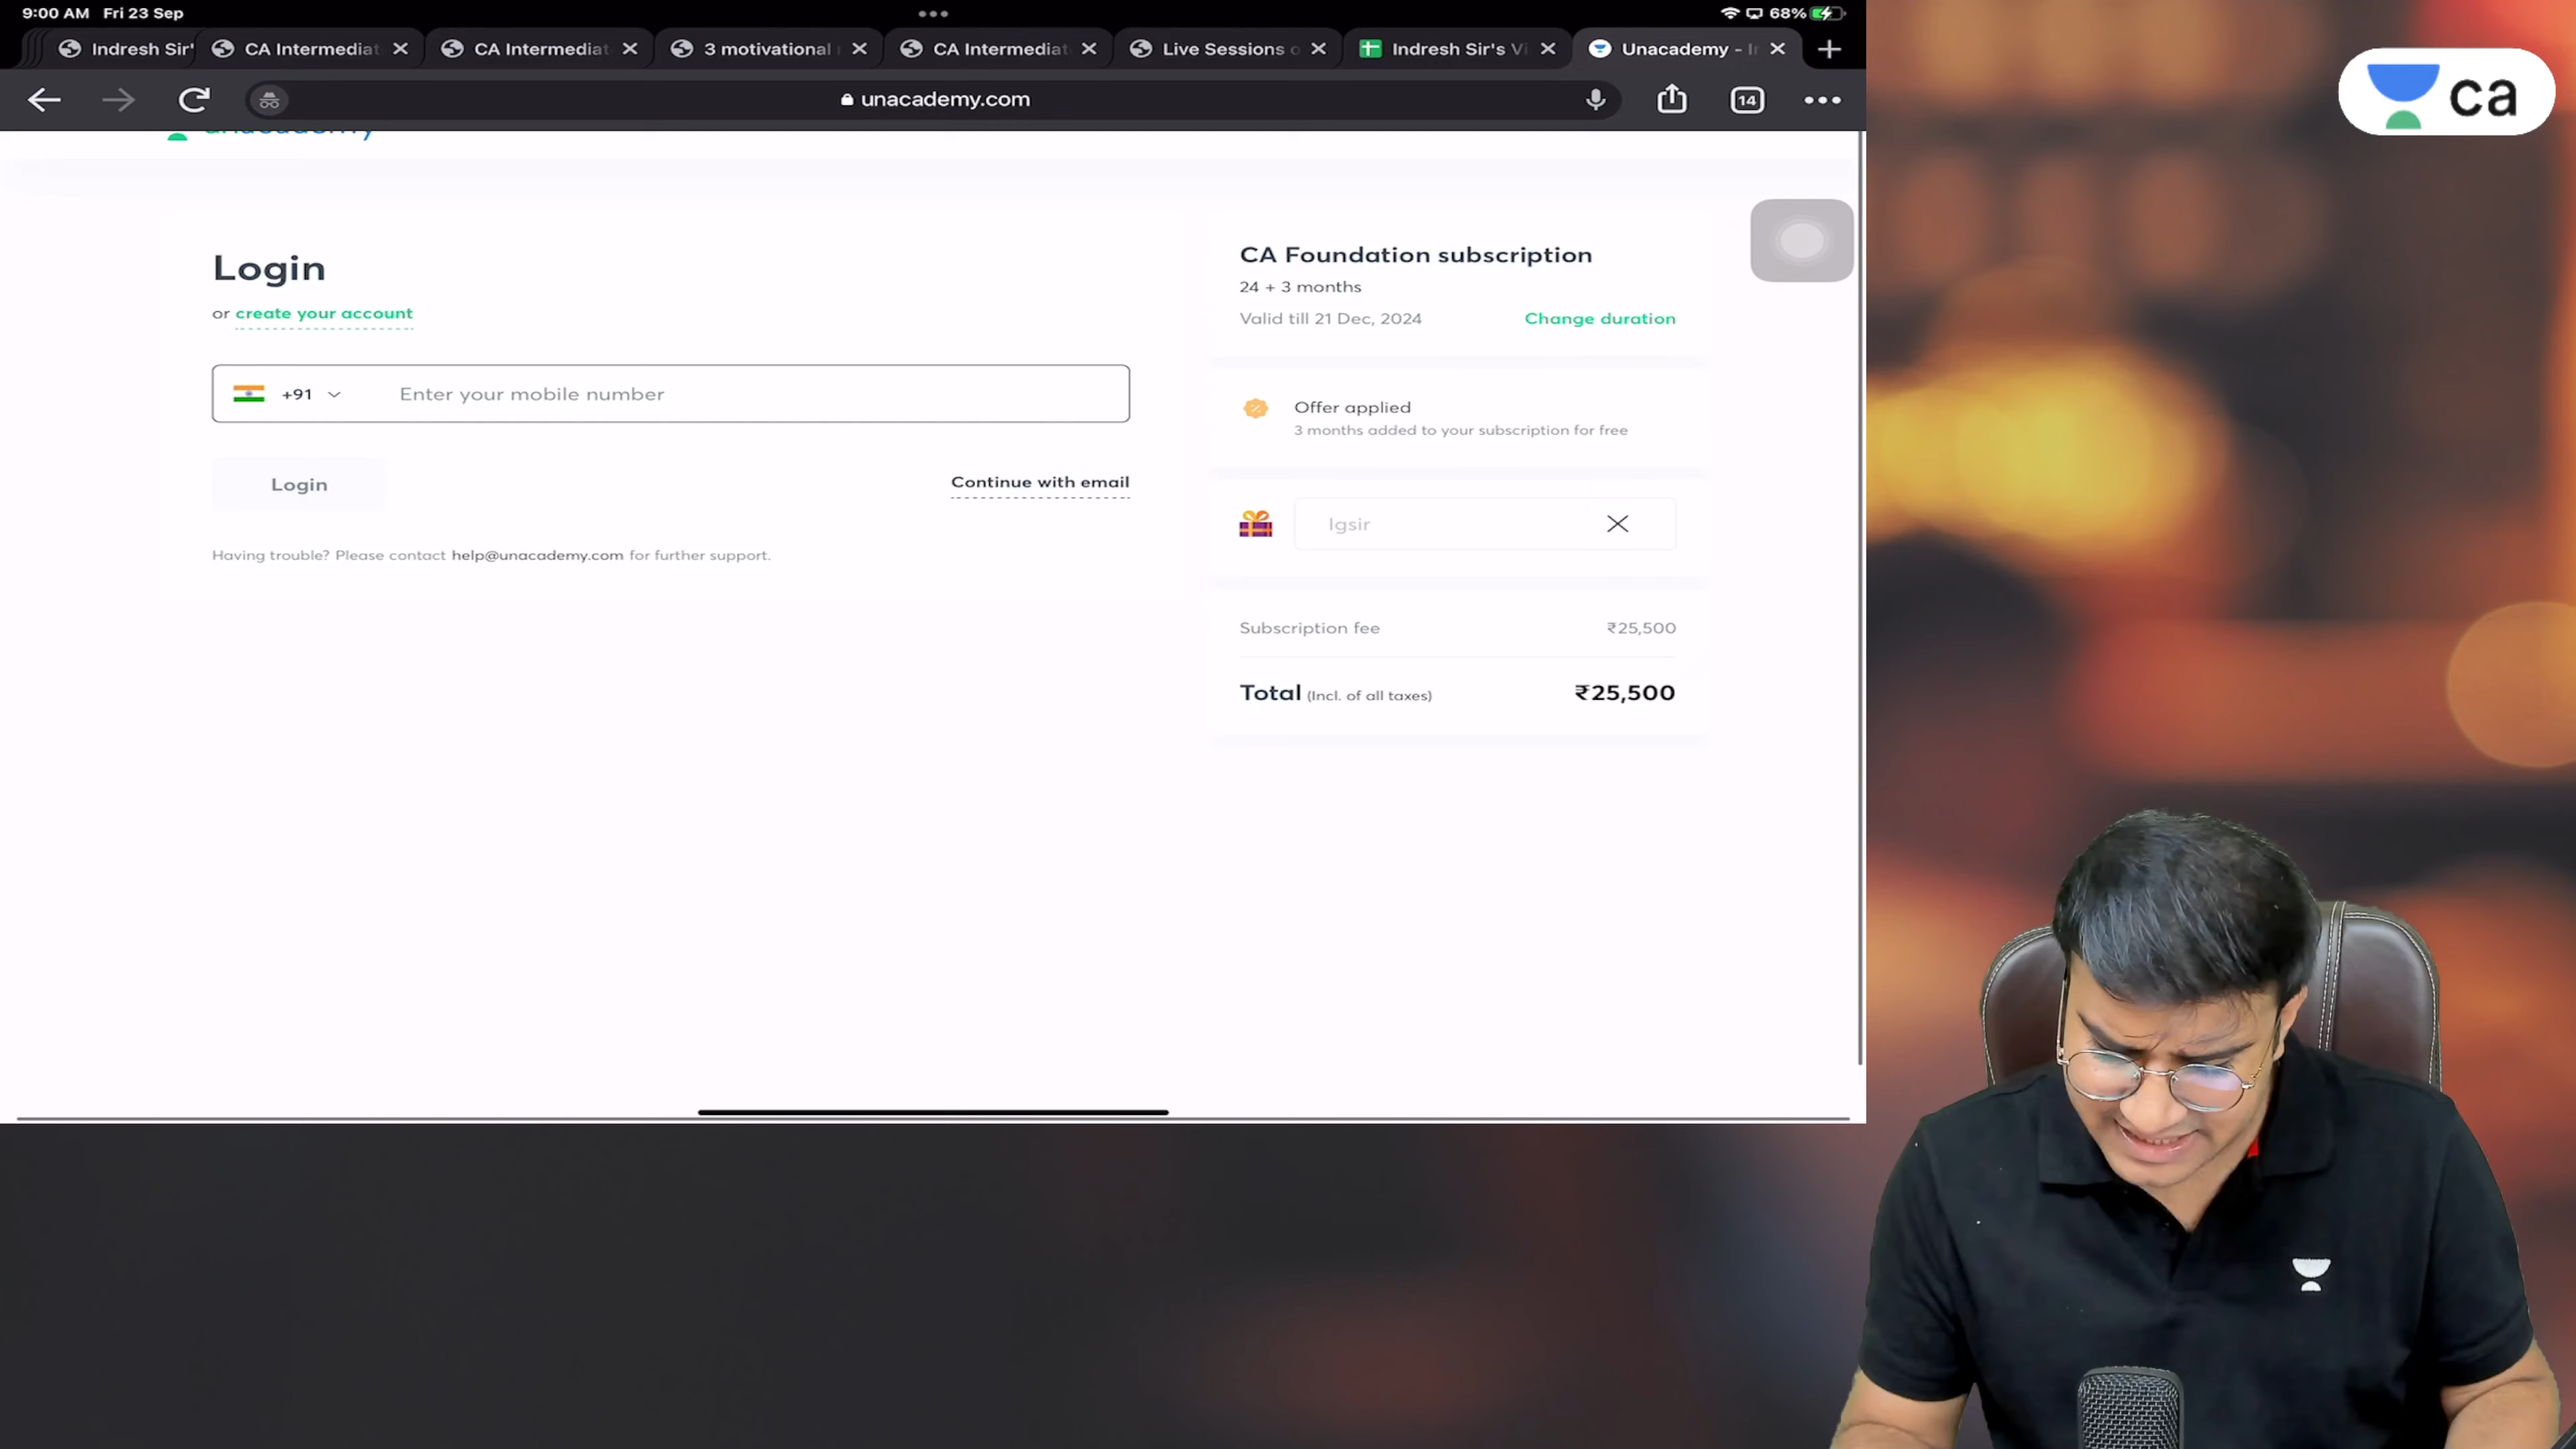 9:00 AM Fri 23 Sep
68%
Indresh Sir'
CA Intermediat
CA Intermediat
3 motivational
CA Intermediat
Live Sessions o
Indresh Sir's Vi
Unacademy - I
unacademy.com
14
ca
unacademy
Login
or create your account
+91 Enter your mobile number
Login
Continue with email
Having trouble? Please contact help@unacademy.com for further support.
CA Foundation subscription
24 + 3 months
Valid till 21 Dec, 2024
Change duration
Offer applied
3 months added to your subscription for free
Igsir
Subscription fee ₹25,500
Total (Incl. of all taxes) ₹25,500